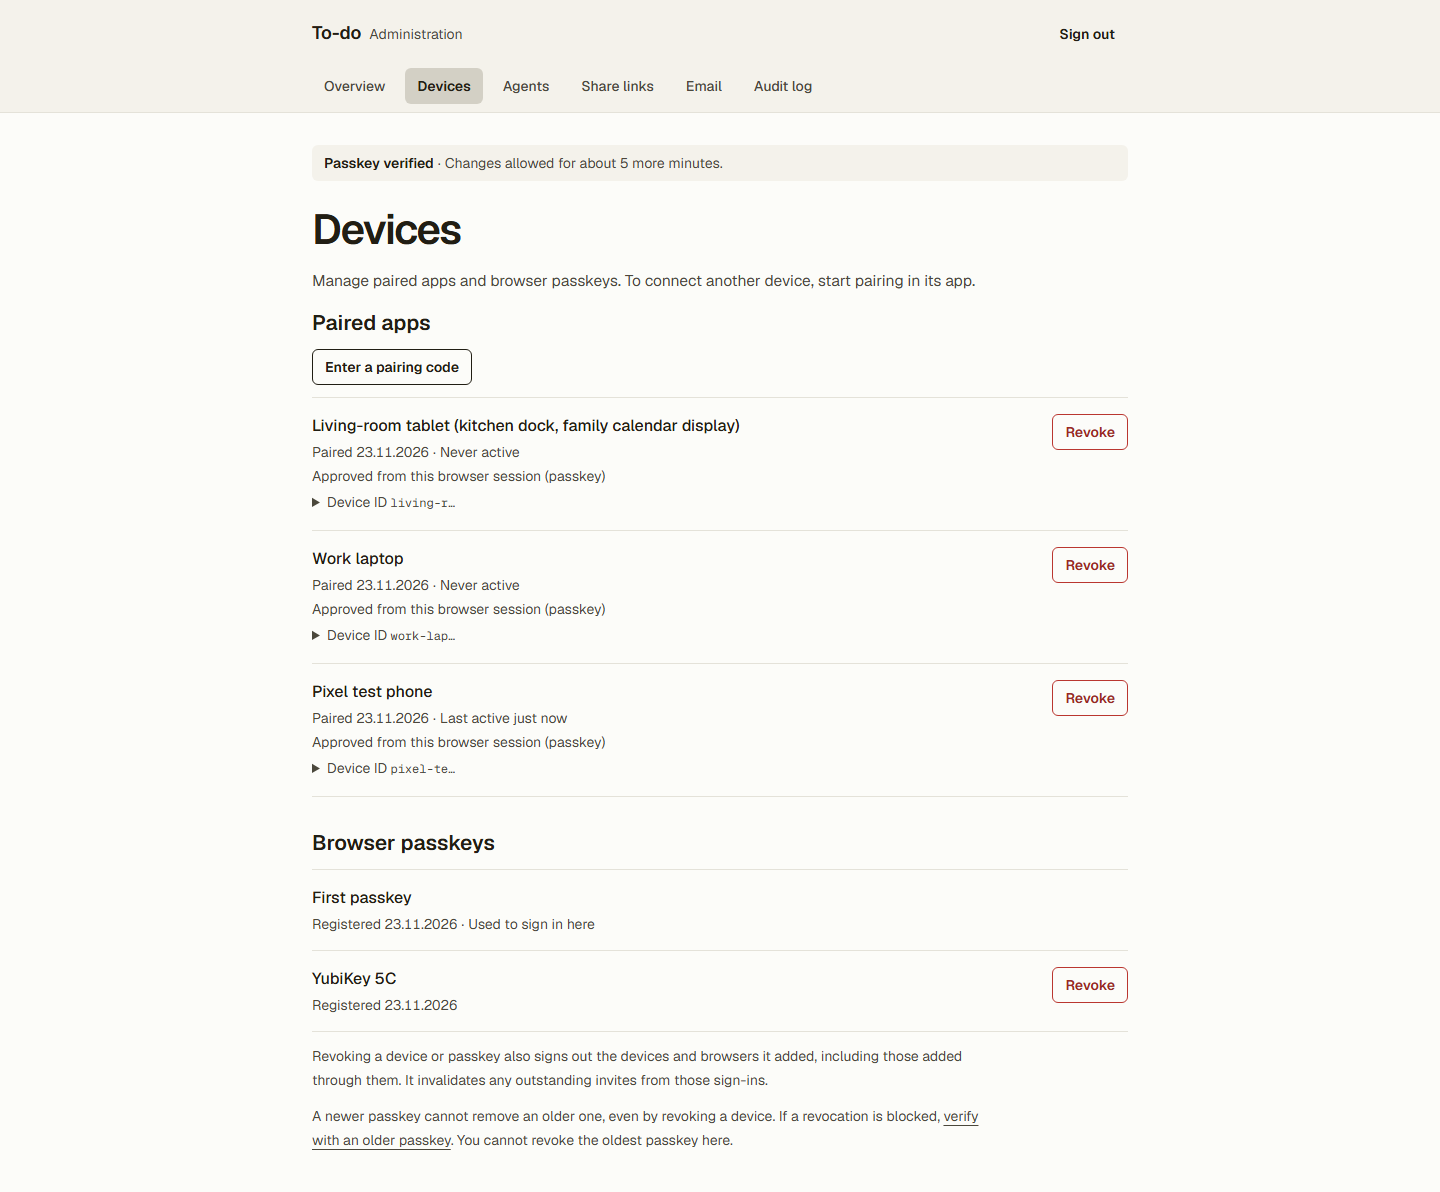 To-do Administration
Sign out
Overview Devices Agents Share links Email Audit log
Passkey verified · Changes allowed for about 5 more minutes.
Devices
Manage paired apps and browser passkeys. To connect another device, start pairing in its app.
Paired apps
Enter a pairing code
Living-room tablet (kitchen dock, family calendar display)
Revoke
Paired 23.11.2026 · Never active
Approved from this browser session (passkey)
Device ID living-r…
Work laptop
Revoke
Paired 23.11.2026 · Never active
Approved from this browser session (passkey)
Device ID work-lap…
Pixel test phone
Revoke
Paired 23.11.2026 · Last active just now
Approved from this browser session (passkey)
Device ID pixel-te…
Browser passkeys
First passkey
Registered 23.11.2026 · Used to sign in here
YubiKey 5C
Revoke
Registered 23.11.2026
Revoking a device or passkey also signs out the devices and browsers it added, including those added
through them. It invalidates any outstanding invites from those sign-ins.
A newer passkey cannot remove an older one, even by revoking a device. If a revocation is blocked, verify
with an older passkey. You cannot revoke the oldest passkey here.